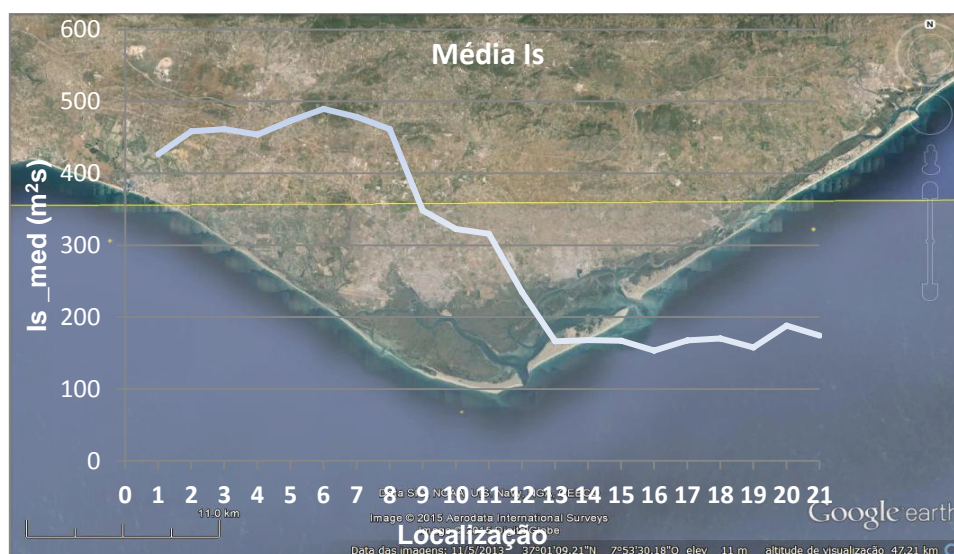 600
Média Is
N
500
400
300
200
100
0
Is _med (m²s)
0 1 2 3 4 5 6 7 8 9 10 11 12 13 14 15 16 17 18 19 20 21
11.0 km
Image © 2015 Aerodata International Surveys
Google earth
Localização
Data das imagens: 11/5/2013 37°01'09.21"N 7°53'30.18"O elev 11 m altitude de visualização 47.21 km